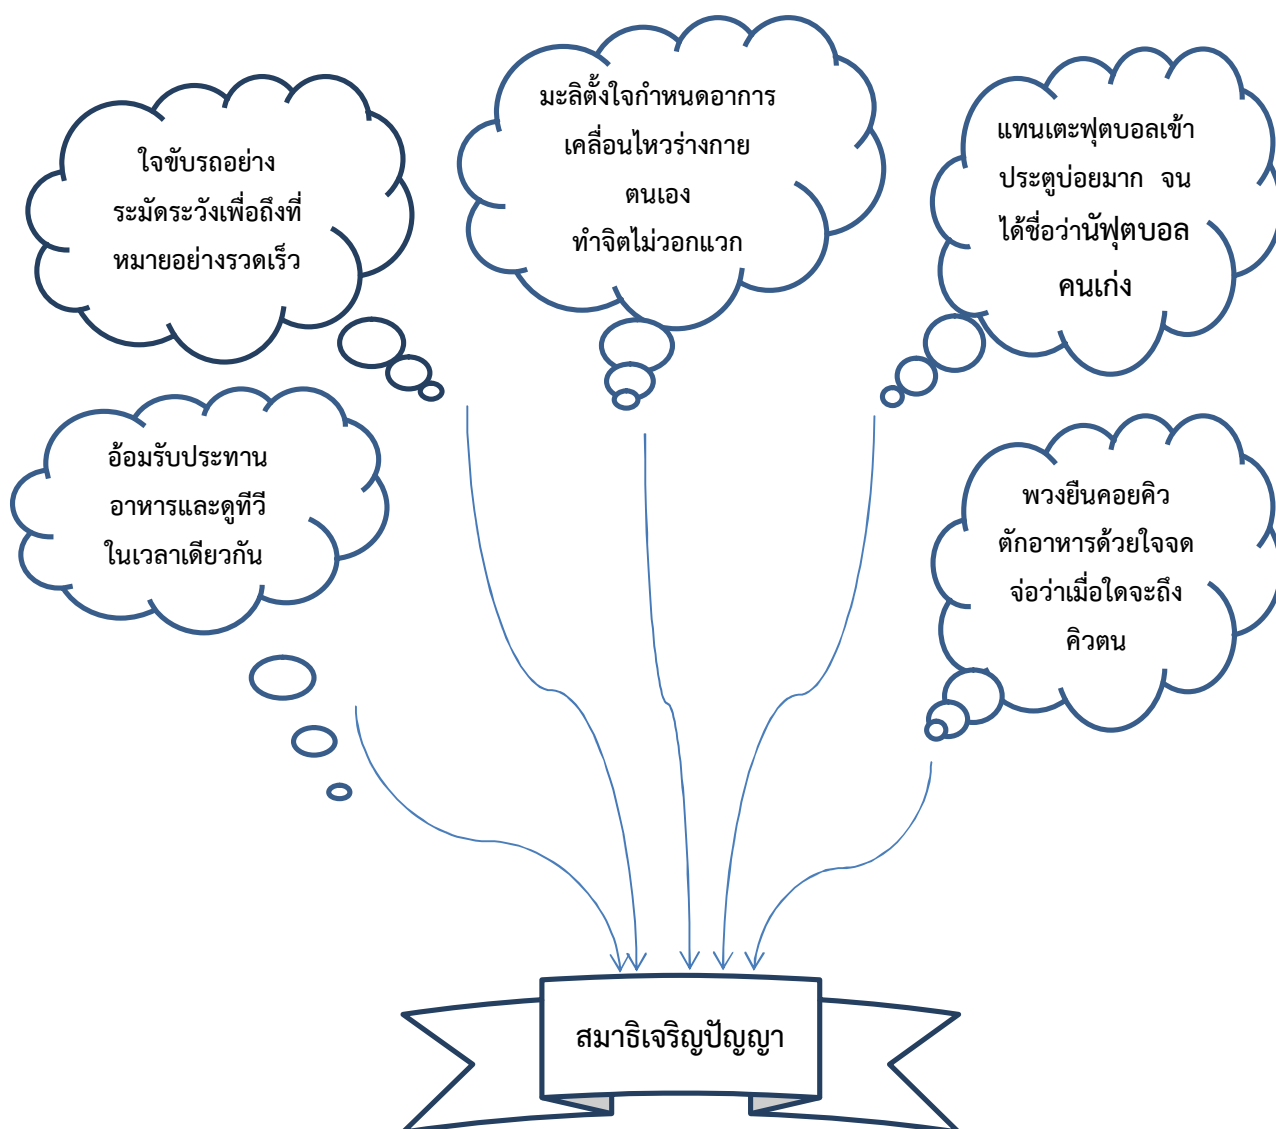 มะลิตั้งใจกำหนดอาการ
เคลื่อนไหวร่างกาย
ตนเอง
ทำจิตไม่วอกแวก
ใจขับรถอย่าง
ระมัดระวังเพื่อถึงที่
หมายอย่างรวดเร็ว
แทนเตะฟุตบอลเข้า
ประตูบ่อยมาก จน
ได้ชื่อว่านัฟุตบอล
คนเก่ง
อ้อมรับประทาน
อาหารและดูทีวี
ในเวลาเดียวกัน
พวงยืนคอยคิว
ตักอาหารด้วยใจจด
จ่อว่าเมื่อใดจะถึง
คิวตน
สมาธิเจริญปัญญา